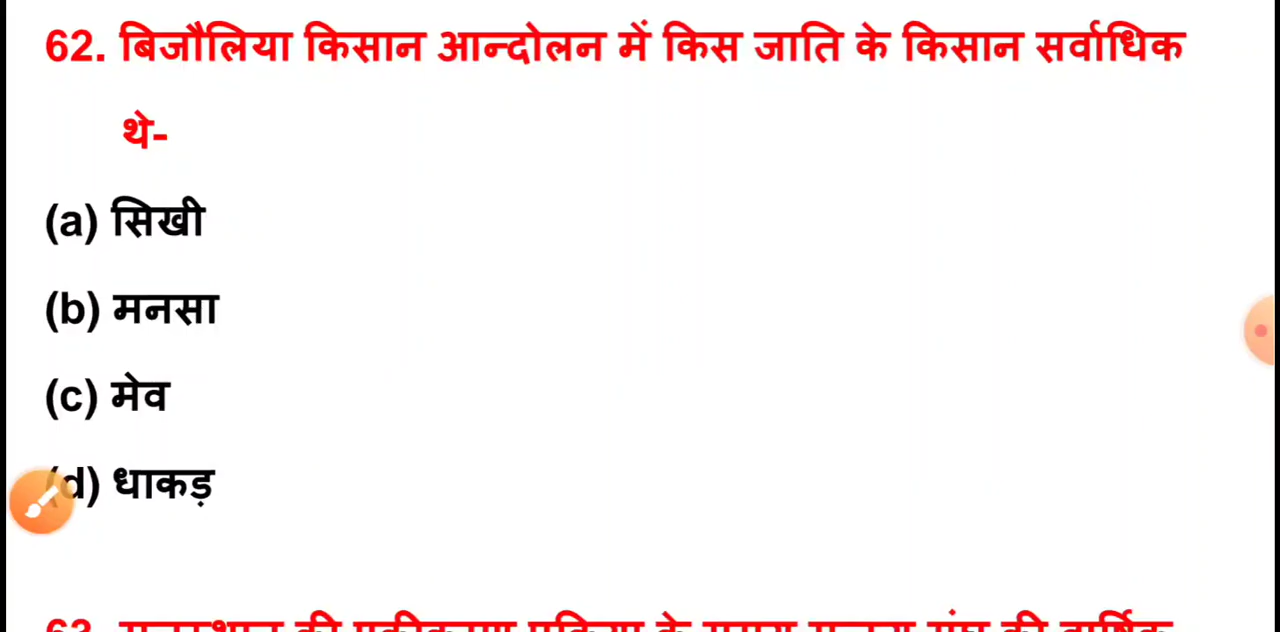 62. बिजौलिया किसान आन्दोलन में किस जाति के किसान सर्वाधिक
थे-
(a) सिखी
(b) मनसा
(c) मेव
(d) धाकड़